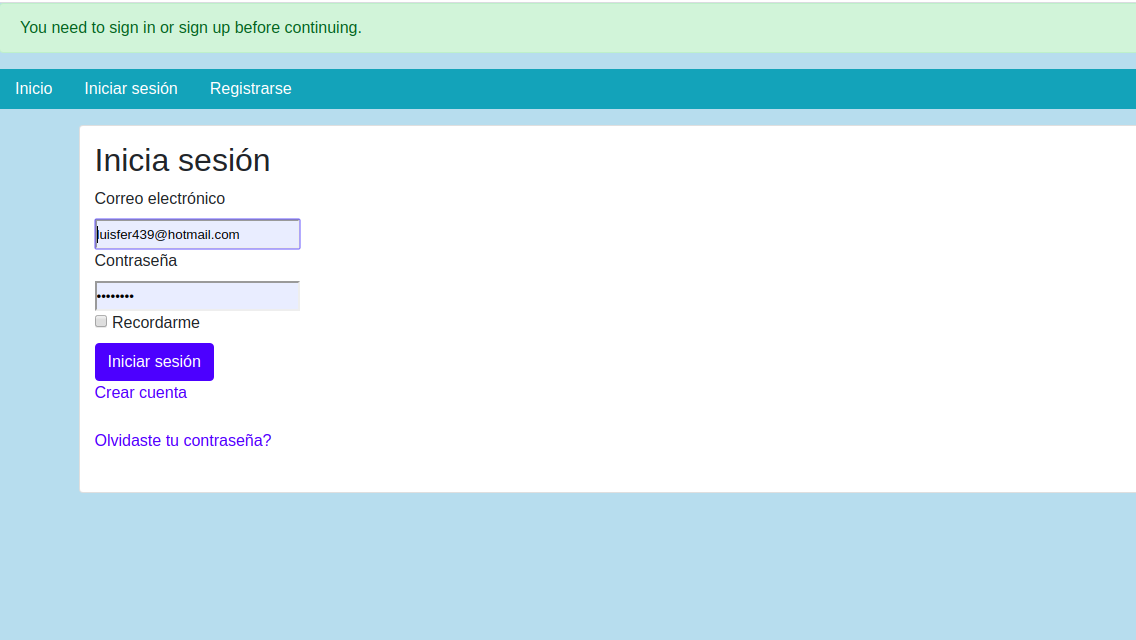 You need to sign in or sign up before continuing.
Inicio Iniciar sesión Registrarse
Inicia sesión
Correo electrónico
luisfer439@hotmail.com
Contraseña
••••••••
Recordarme
Iniciar sesión
Crear cuenta
Olvidaste tu contraseña?